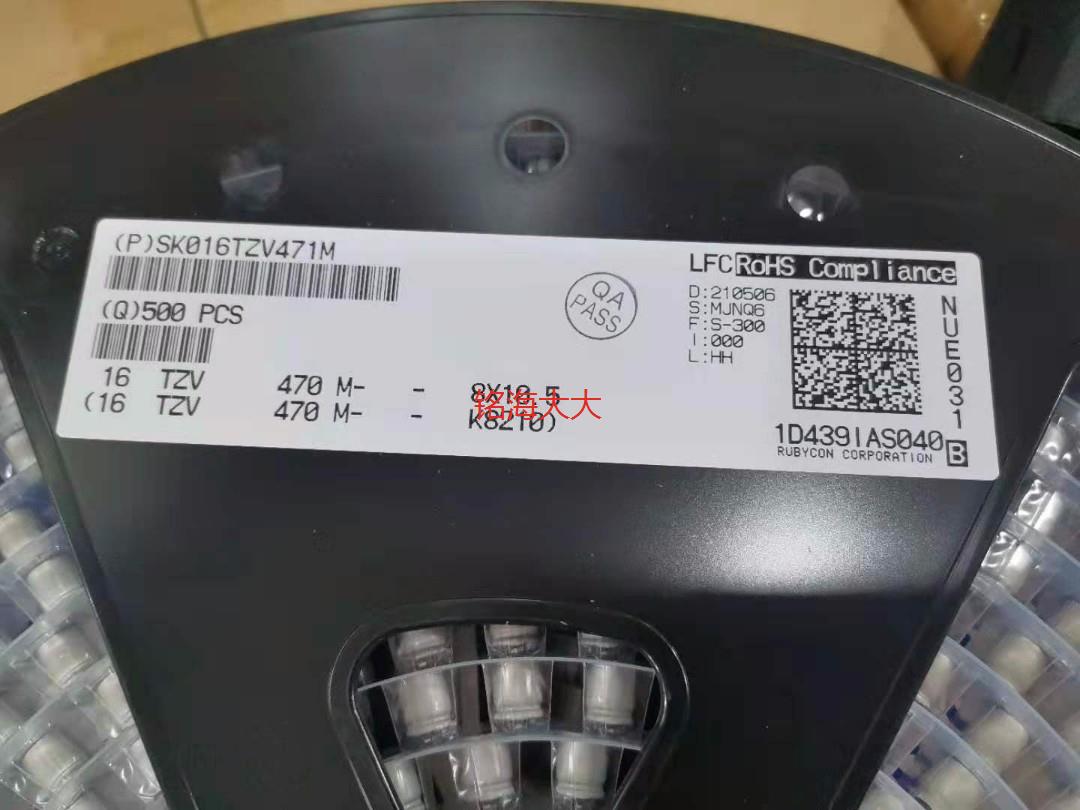 (P)SK016TZV471M
(Q)500 PCS
16 TZV 470 M- - 8X10.5
(16 TZV 470 M- - K8210)
铭海大大
QA
PASS
LFC RoHS Compliance
D:210506
S:MJNQ6
F:S-300
I:000
L:HH
NUE031
1D439IAS040 B
RUBYCON CORPORATION